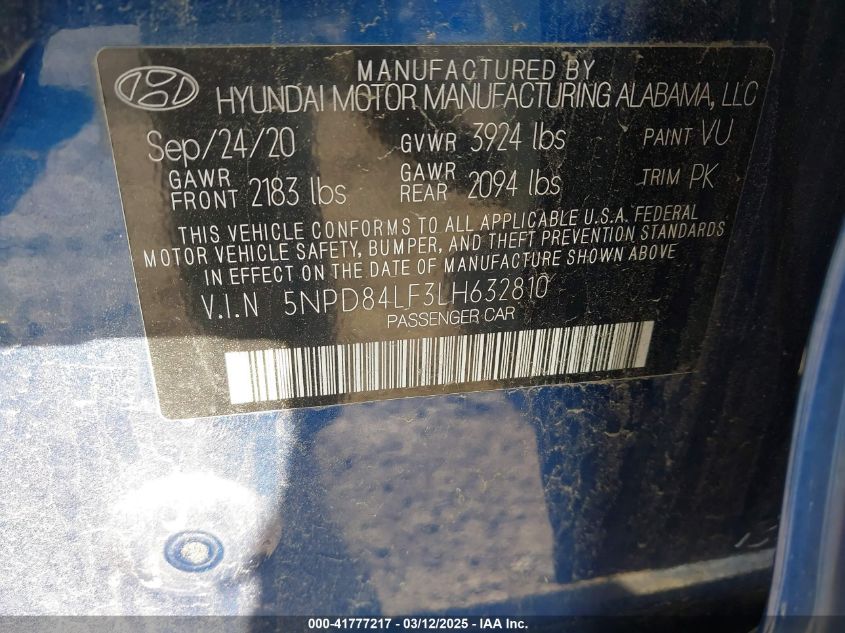 MANUFACTURED BY
HYUNDAI MOTOR MANUFACTURING ALABAMA, LLC
Sep/24/20 GVWR 3924 lbs PAINT VU
GAWR FRONT 2183 lbs GAWR REAR 2094 lbs TRIM PK
THIS VEHICLE CONFORMS TO ALL APPLICABLE U.S.A. FEDERAL
MOTOR VEHICLE SAFETY, BUMPER, AND THEFT PREVENTION STANDARDS
IN EFFECT ON THE DATE OF MANUFACTURE SHOWN ABOVE.
V.I.N 5NPD84LF3LH632810
PASSENGER CAR
000-41777217 - 03/12/2025 - IAA Inc.